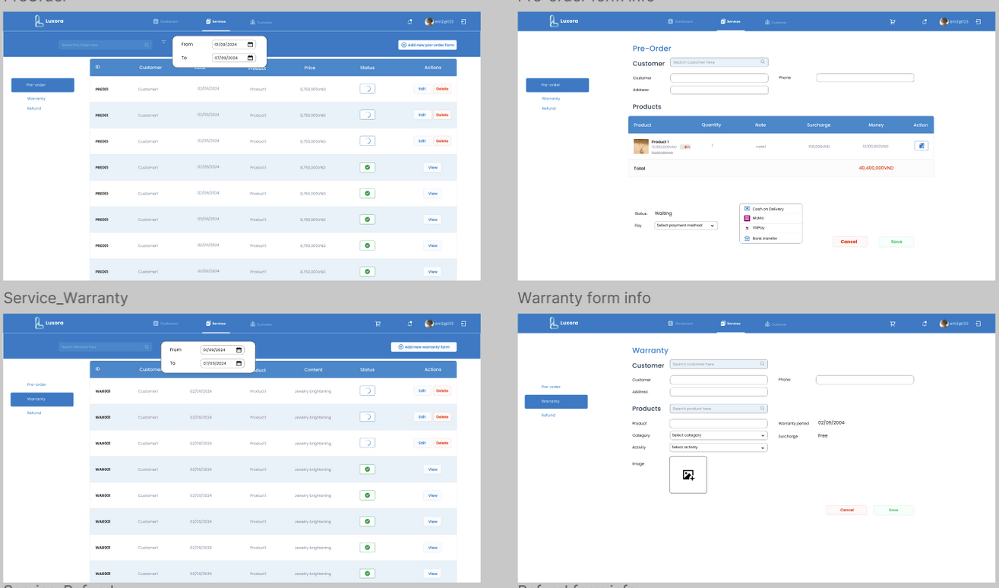 Pre-order form info
Luxora
Dashboard
Services
Customer
em2@123
Search Pre-Order here
From 01/09/2024
To 07/09/2024
Add new pre-order form
Pre-order
Warranty
Refund
ID Customer Product Price Status Actions
PRE001 Customer1 02/09/2024 Product1 8,750,000VND Edit Delete
PRE001 Customer1 02/09/2024 Product1 8,750,000VND Edit Delete
PRE001 Customer1 02/09/2024 Product1 8,750,000VND Edit Delete
PRE001 Customer1 02/09/2024 Product1 8,750,000VND View
PRE001 Customer1 02/09/2024 Product1 8,750,000VND View
PRE001 Customer1 02/09/2024 Product1 8,750,000VND View
PRE001 Customer1 02/09/2024 Product1 8,750,000VND View
PRE001 Customer1 02/09/2024 Product1 8,750,000VND View
Luxora
Dashboard
Services
Customer
em2@123
Pre-order
Warranty
Refund
Pre-Order
Customer Search customer here
Customer Phone:
Address
Products
Product Quantity Note Surcharge Money Action
Product 1
10,000,000VND
1 note1 100,000VND 10,100,000VND
Total 40,400,000VND
Status: Waiting
Pay Select payment method
Cash on Delivery
MoMo
VNPay
Bank transfer
Cancel Save
Service_Warranty
Luxora
Dashboard
Services
Customer
em2@123
Search Warranty here
From 01/09/2024
To 07/09/2024
Add new warranty form
Pre-order
Warranty
Refund
ID Content Status Actions
WAR001 Customer1 02/09/2024 Product1 Jewelry brightening Edit Delete
WAR001 Customer1 02/09/2024 Product1 Jewelry brightening Edit Delete
WAR001 Customer1 02/09/2024 Product1 Jewelry brightening Edit Delete
WAR001 Customer1 02/09/2024 Product1 Jewelry brightening View
WAR001 Customer1 02/09/2024 Product1 Jewelry brightening View
WAR001 Customer1 02/09/2024 Product1 Jewelry brightening View
WAR001 Customer1 02/09/2024 Product1 Jewelry brightening View
WAR001 Customer1 02/09/2024 Product1 Jewelry brightening View
Warranty form info
Luxora
Dashboard
Services
Customer
em2@123
Pre-order
Warranty
Refund
Warranty
Customer Search customer here
Customer Phone:
Address
Products Search product here
Product Warranty period 02/09/2004
Category Select category Surcharge Free
Activity Select activity
Image
Cancel Save